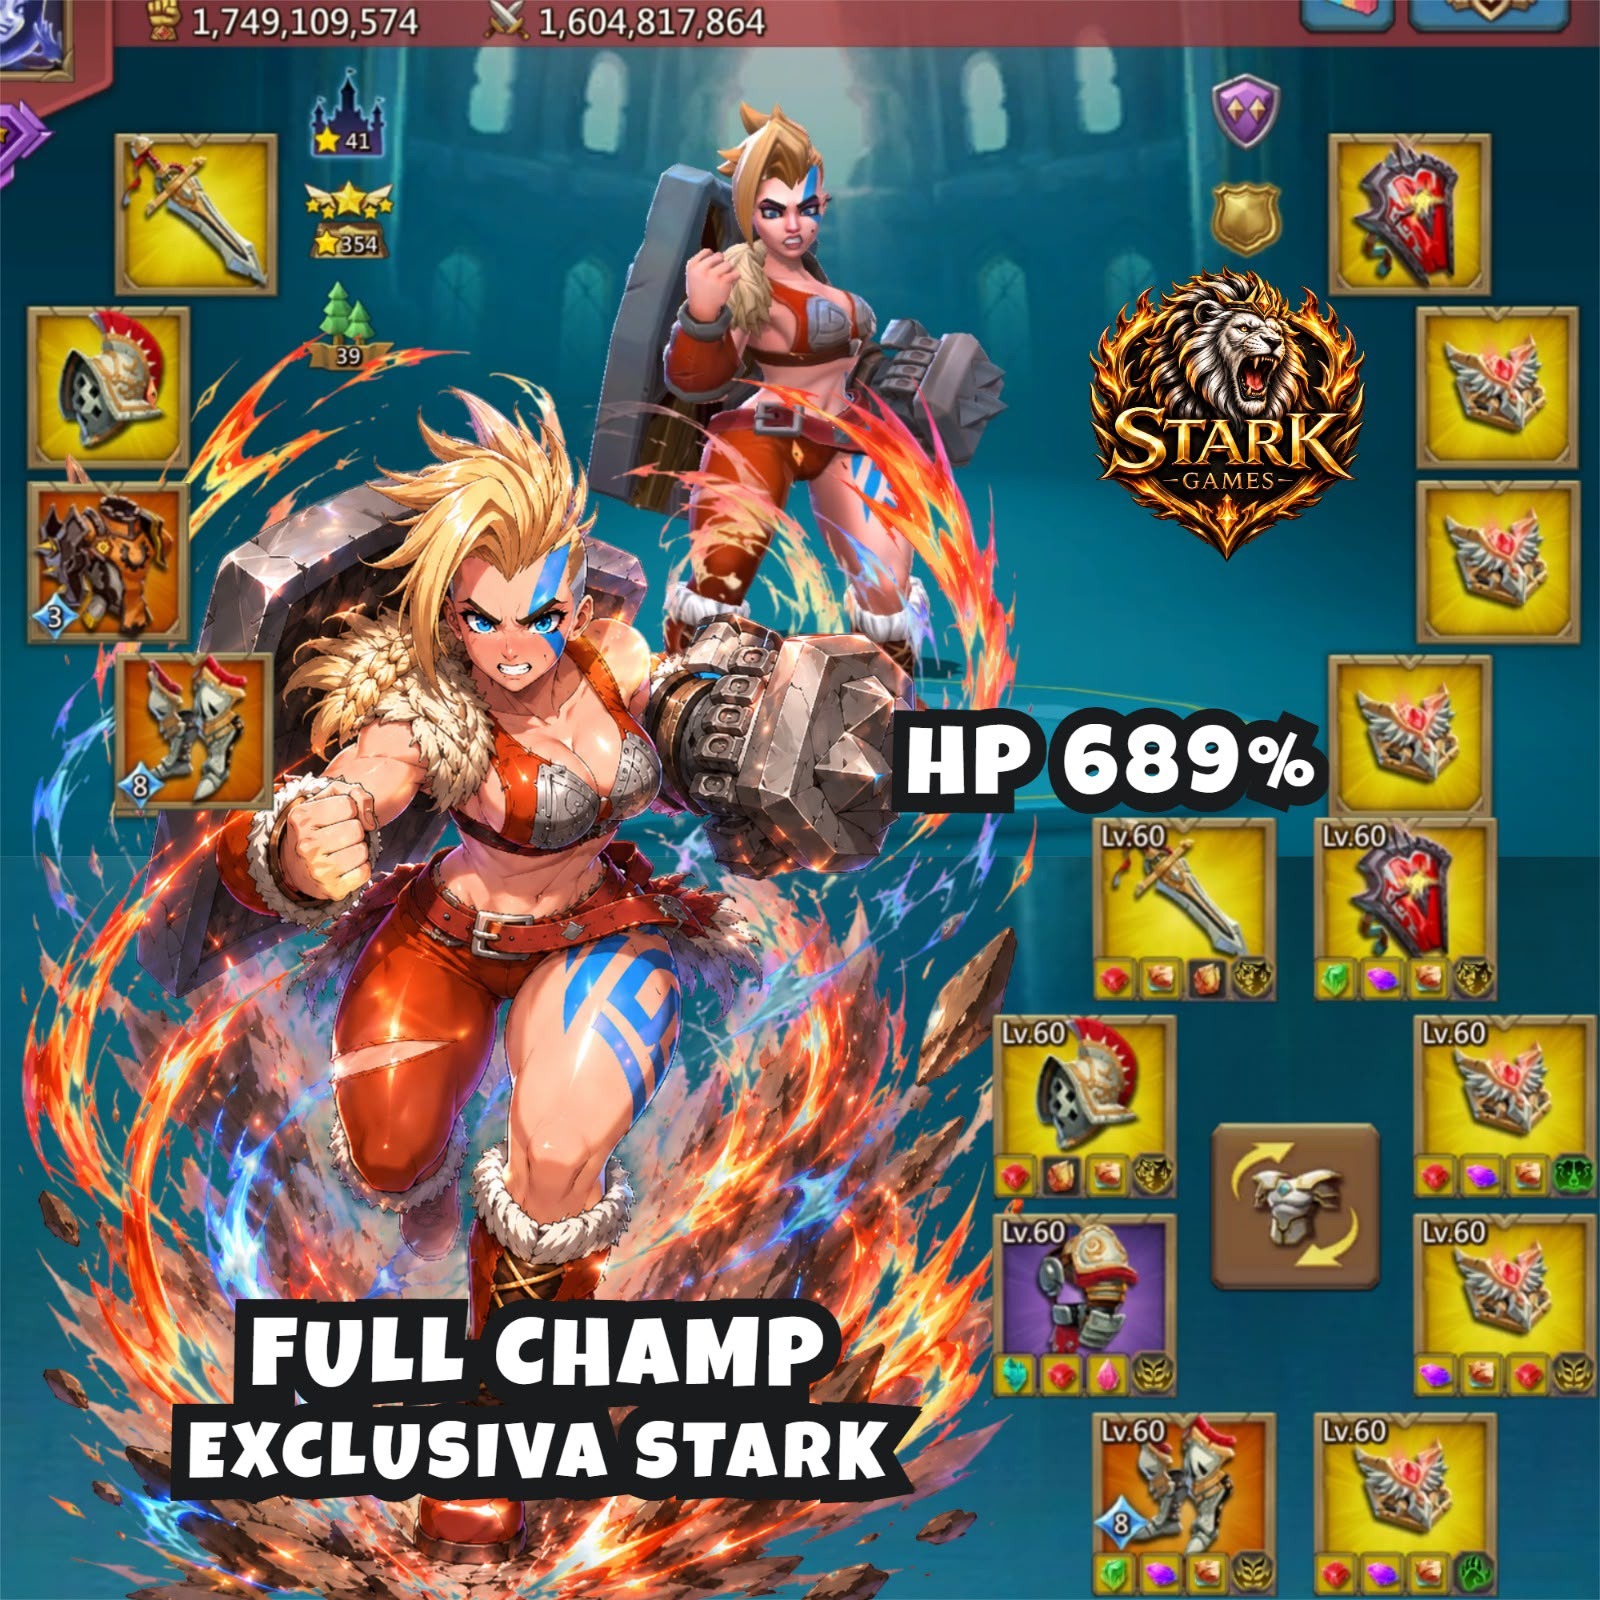 1,749,109,574 1,604,817,864
41
354
39
STARK
-GAMES-
3
8
HP 689%
Lv.60 Lv.60
Lv.60 Lv.60
Lv.60 Lv.60
FULL CHAMP
EXCLUSIVA STARK
Lv.60 Lv.60
8